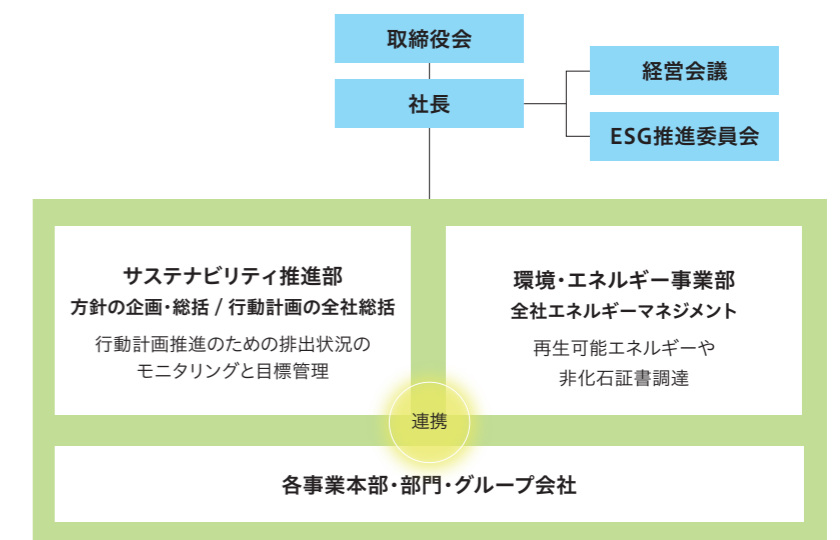 取締役会
社長
経営会議
ESG推進委員会
サステナビリティ推進部
方針の企画・総括 / 行動計画の全社総括
行動計画推進のための排出状況の
モニタリングと目標管理
環境・エネルギー事業部
全社エネルギーマネジメント
再生可能エネルギーや
非化石証書調達
連携
各事業本部・部門・グループ会社